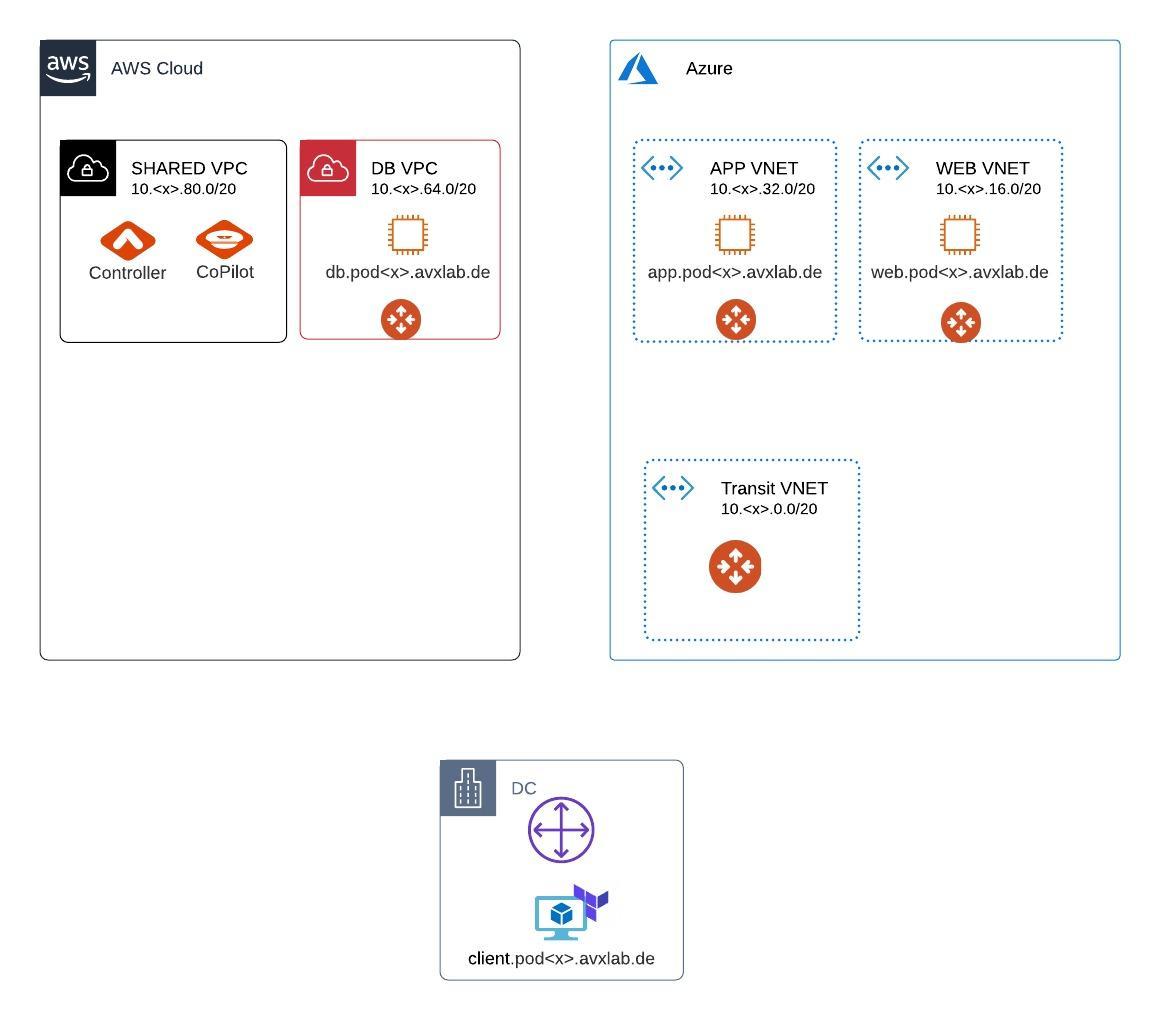 aws
AWS Cloud
SHARED VPC
10.<x>.80.0/20
Controller
CoPilot
DB VPC
10.<x>.64.0/20
db.pod<x>.avxlab.de
Azure
APP VNET
10.<x>.32.0/20
app.pod<x>.avxlab.de
WEB VNET
10.<x>.16.0/20
web.pod<x>.avxlab.de
Transit VNET
10.<x>.0.0/20
DC
client.pod<x>.avxlab.de